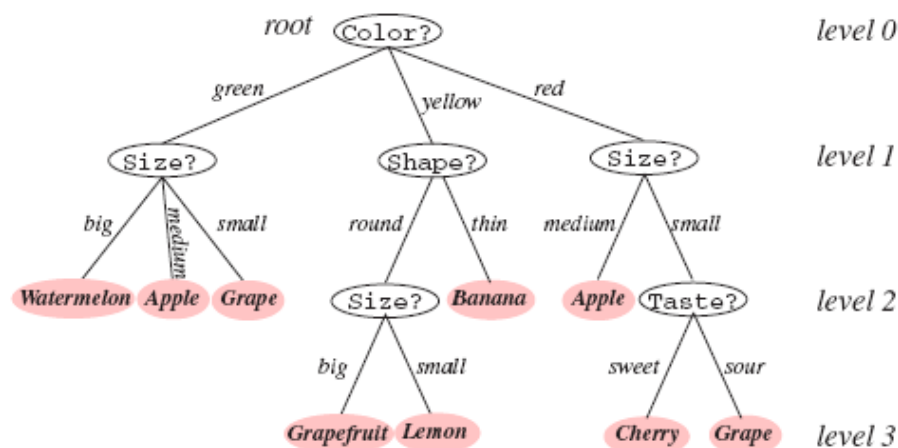 root Color? level 0
green yellow red
Size? Shape? Size? level 1
big medium small round thin medium small
Watermelon Apple Grape Size? Banana Apple Taste? level 2
big small sweet sour
Grapefruit Lemon Cherry Grape level 3